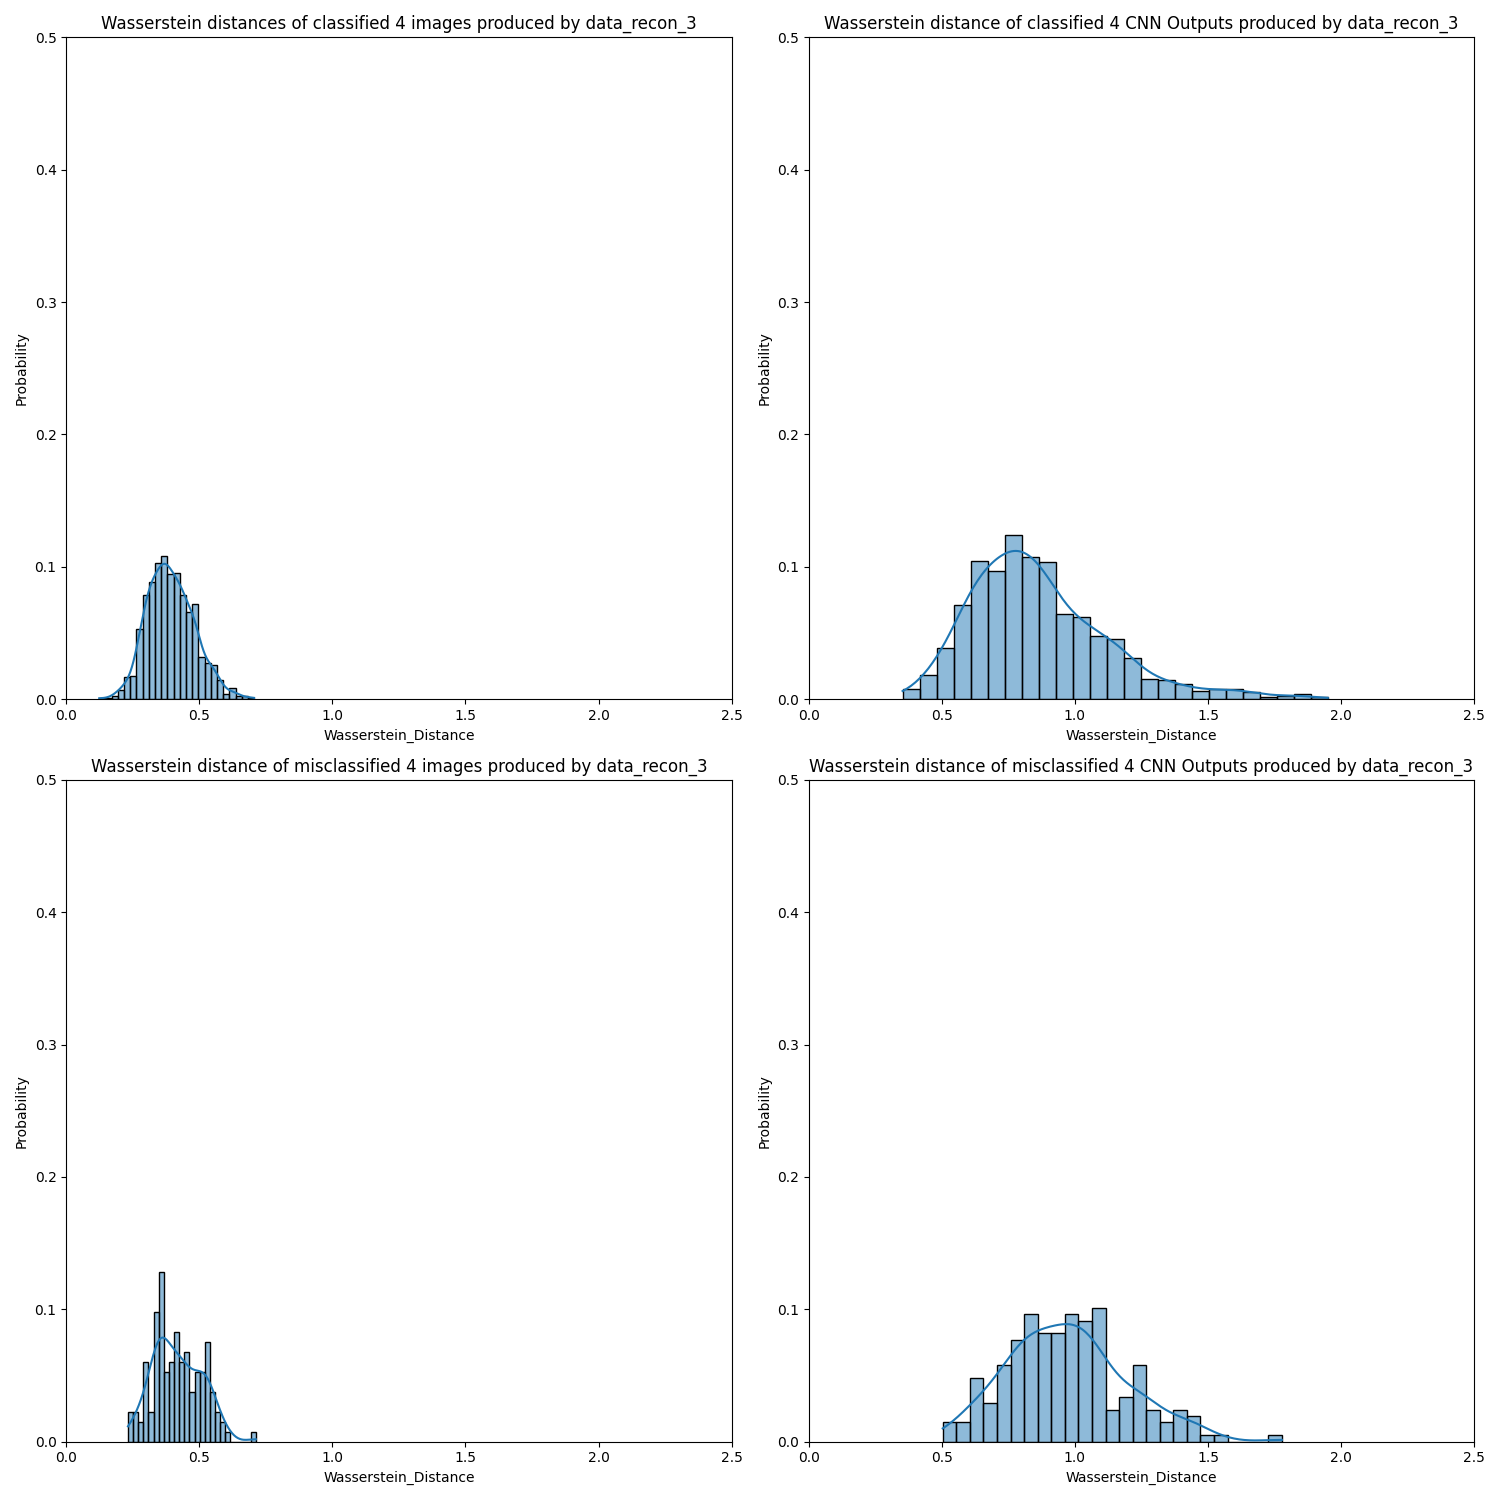 Wasserstein distances of classified 4 images produced by data_recon_3
0.5
0.4
0.3
0.2
0.1
0.0
Probability
0.0 0.5 1.0 1.5 2.0 2.5
Wasserstein_Distance
Wasserstein distance of classified 4 CNN Outputs produced by data_recon_3
0.5
0.4
0.3
0.2
0.1
0.0
Probability
0.0 0.5 1.0 1.5 2.0 2.5
Wasserstein_Distance
Wasserstein distance of misclassified 4 images produced by data_recon_3
0.5
0.4
0.3
0.2
0.1
0.0
Probability
0.0 0.5 1.0 1.5 2.0 2.5
Wasserstein_Distance
Wasserstein distance of misclassified 4 CNN Outputs produced by data_recon_3
0.5
0.4
0.3
0.2
0.1
0.0
Probability
0.0 0.5 1.0 1.5 2.0 2.5
Wasserstein_Distance